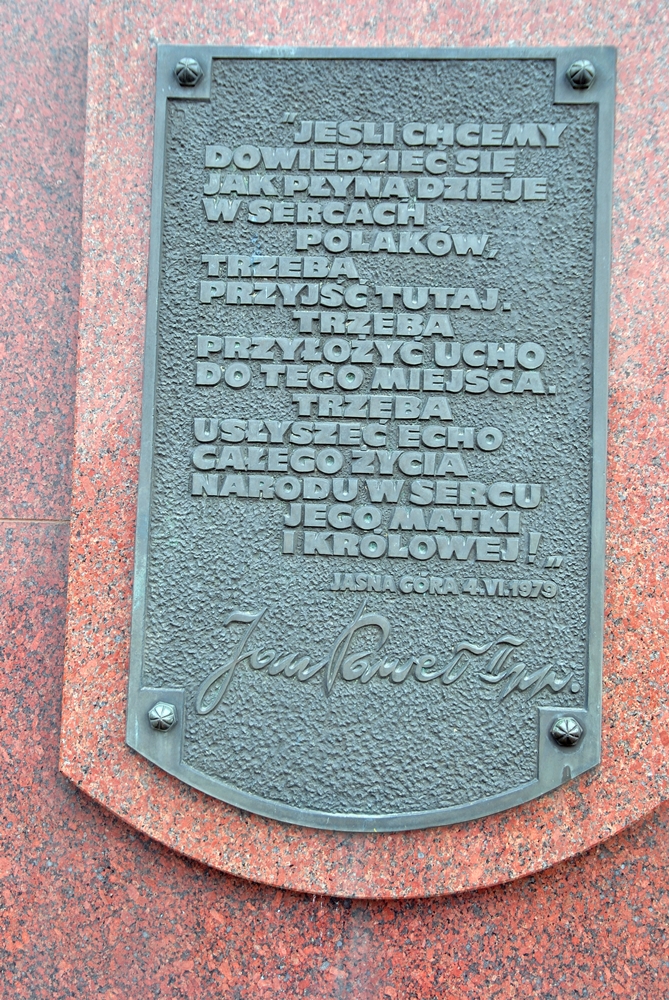 "JEŚLI CHCEMY
DOWIEDZIEĆ SIĘ
JAK PŁYNĄ DZIEJE
W SERCACH
POLAKÓW,
TRZEBA
PRZYJŚĆ TUTAJ.
TRZEBA
PRZYŁOŻYĆ UCHO
DO TEGO MIEJSCA.
TRZEBA
USŁYSZEĆ ECHO
CAŁEGO ŻYCIA
NARODU W SERCU
JEGO MATKI
I KRÓLOWEJ!„
JASNA GÓRA 4.VI.1979
Jan Paweł II pp.